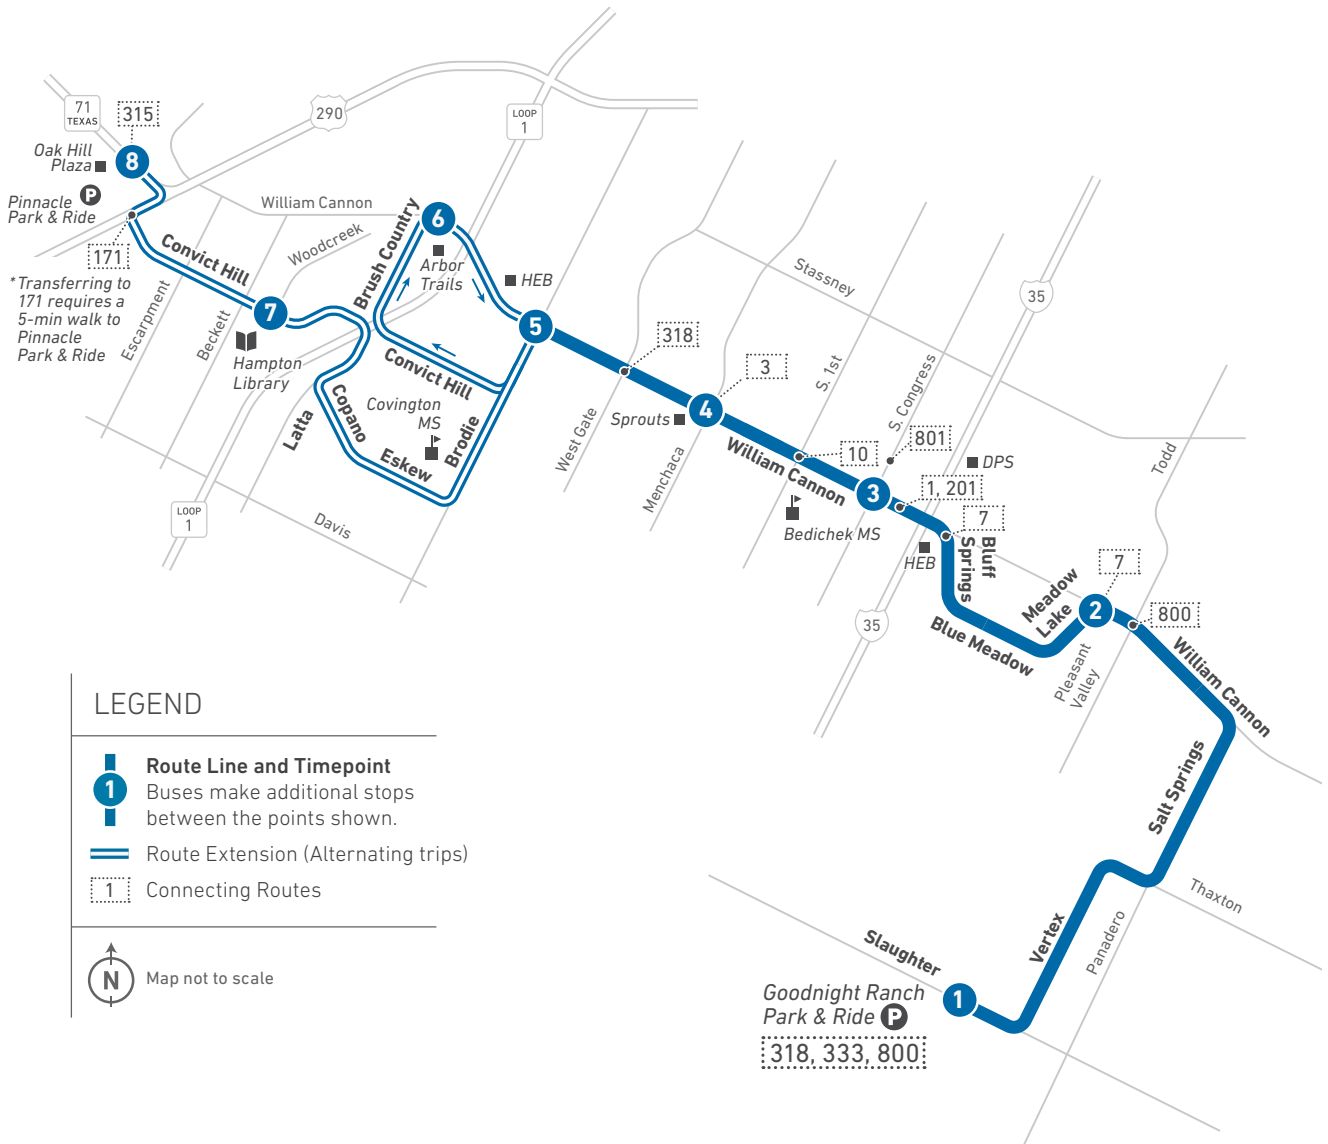 71
TEXAS
315
290
LOOP
1
Oak Hill
Plaza
8
Pinnacle
Park & Ride
P
William Cannon
6
171
Convict Hill
Woodcreek
Brush Country
Arbor
Trails
HEB
*Transferring to
171 requires a
5-min walk to
Pinnacle
Park & Ride
Escarpment
Beckett
7
Hampton
Library
5
Convict Hill
Covington
MS
Latta
Copano
Eskew
Brodie
LOOP
1
Davis
Stassney
35
318
3
West Gate
Sprouts
4
Menchaca
William Cannon
S. 1st
S. Congress
10
801
3
DPS
1, 201
Bedichek MS
7
HEB
Bluff
Springs
35
Todd
7
Meadow
Lake
2
800
Blue Meadow
Pleasant
Valley
William Cannon
Salt Springs
Thaxton
Panadero
Vertex
Slaughter
Goodnight Ranch
Park & Ride P
1
318, 333, 800
LEGEND
1
Route Line and Timepoint
Buses make additional stops
between the points shown.
Route Extension (Alternating trips)
1
Connecting Routes
N
Map not to scale